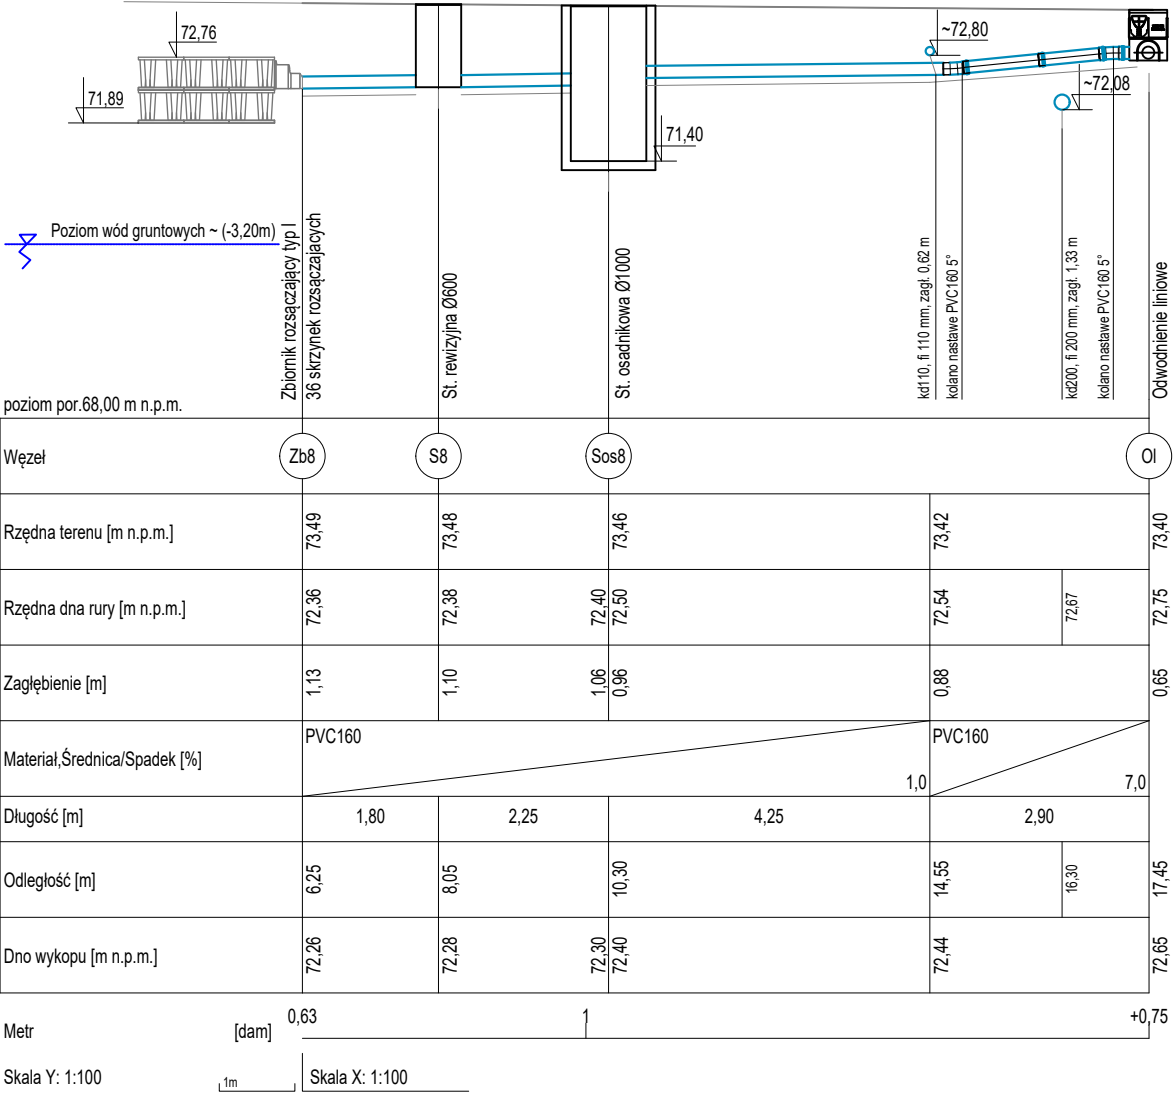 72,76
~72,80
71,89
~72,08
71,40
Poziom wód gruntowych ~ (-3,20m)
Zbiornik rozsączający typ I
36 skrzynek rozsączajacych
St. rewizyjna Ø600
St. osadnikowa Ø1000
kd110, fi 110 mm, zagł. 0,62 m
kolano nastawe PVC160 5°
kd200, fi 200 mm, zagł. 1,33 m
kolano nastawe PVC160 5°
Odwodnienie liniowe
poziom por.68,00 m n.p.m.
Węzeł Zb8 S8 Sos8 Ol
Rzędna terenu [m n.p.m.] 73,49 73,48 73,46 73,42 73,40
Rzędna dna rury [m n.p.m.] 72,36 72,38 72,40 72,50 72,54 72,67 72,75
Zagłębienie [m] 1,13 1,10 1,06 0,96 0,88 0,65
Materiał,Średnica/Spadek [%] PVC160 1,0 PVC160 7,0
Długość [m] 1,80 2,25 4,25 2,90
Odległość [m] 6,25 8,05 10,30 14,55 16,30 17,45
Dno wykopu [m n.p.m.] 72,26 72,28 72,30 72,40 72,44 72,65
Metr [dam] 0,63 1 +0,75
Skala Y: 1:100 1m Skala X: 1:100